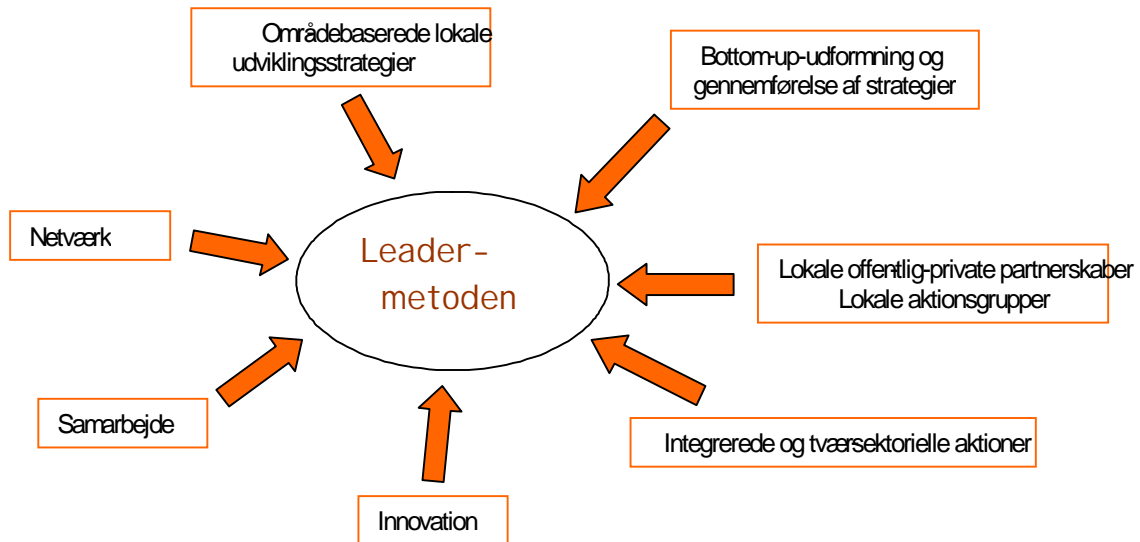 Områdebaserede lokale
udviklingsstrategier
Bottom-up-udformning og
gennemførelse af strategier
Netværk
Leader-
metoden
Lokale offentlig-private partnerskaber
Lokale aktionsgrupper
Samarbejde
Integrerede og tværsektorielle aktioner
Innovation